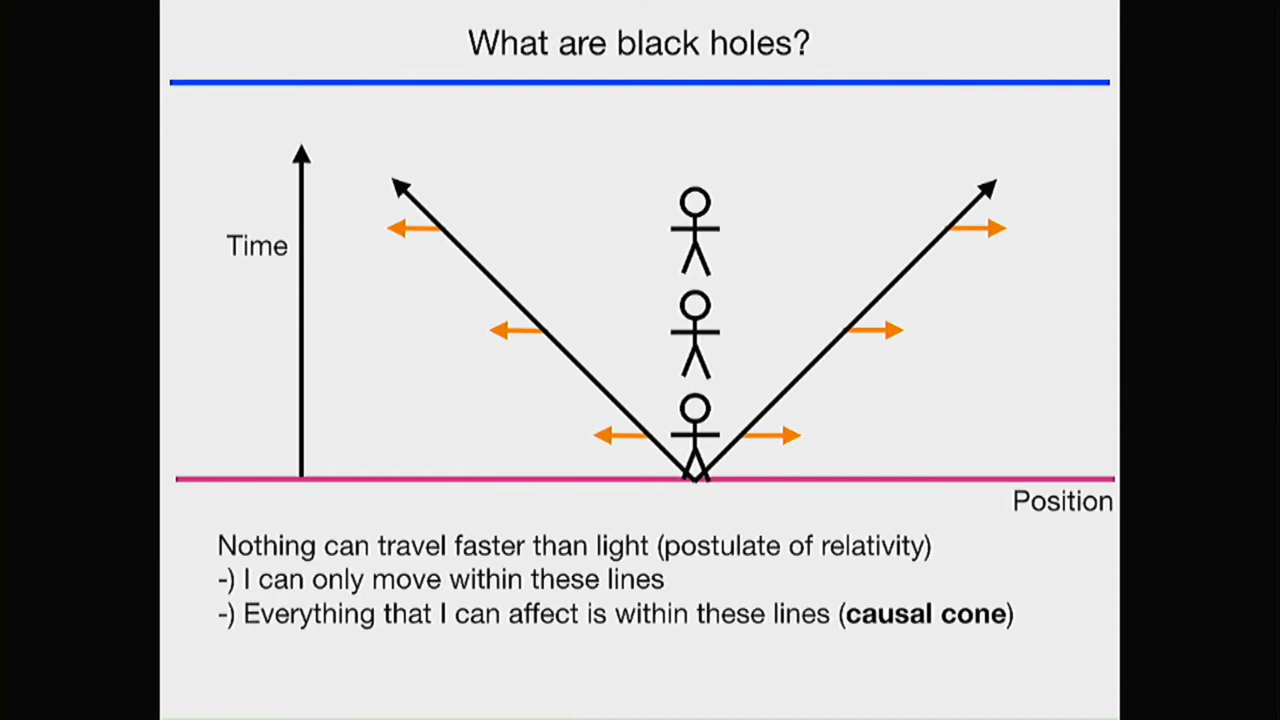 What are black holes?
Time
Position
Nothing can travel faster than light (postulate of relativity)
-) I can only move within these lines
-) Everything that I can affect is within these lines (causal cone)